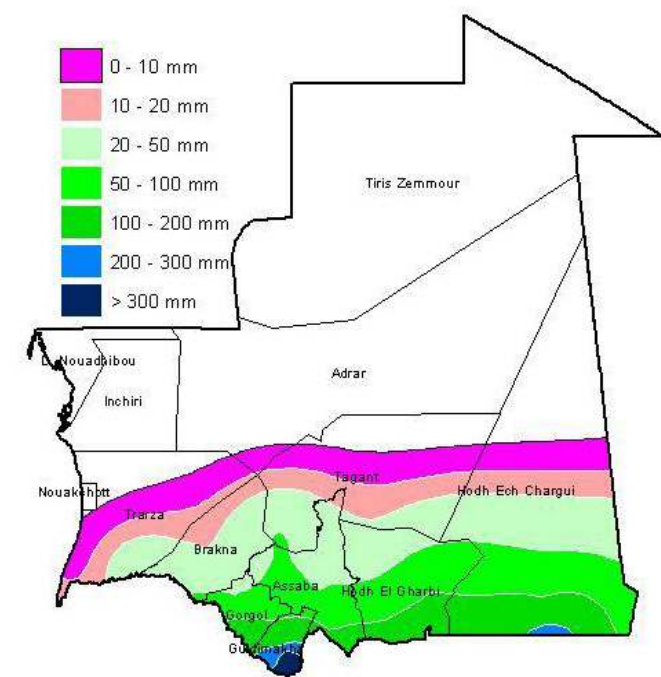 0 - 10 mm
10 - 20 mm
20 - 50 mm
50 - 100 mm
100 - 200 mm
200 - 300 mm
> 300 mm
Tiris Zemmour
Nouadhibou
Adrar
Inchiri
Tagant
Nouakchott
Hodh Ech Chargui
Trarza
Brakna
Assaba
Hodh El Gharbi
Gorgol
Guidimakha